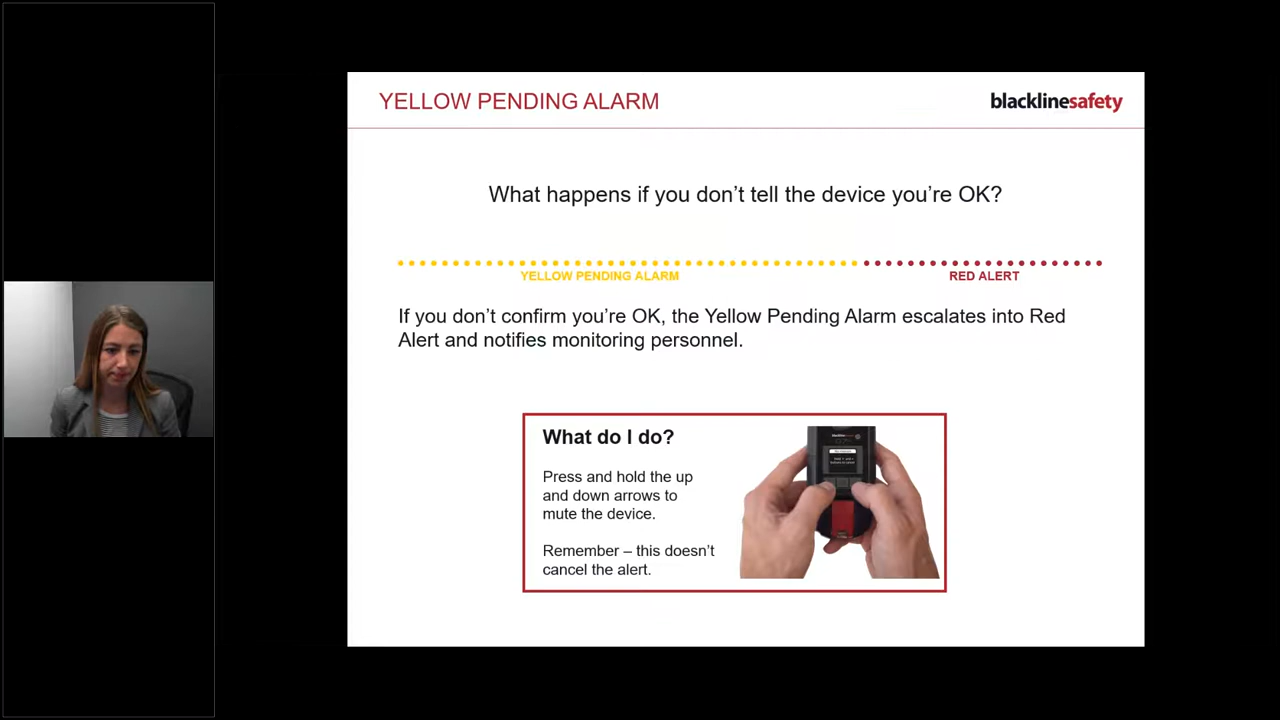 YELLOW PENDING ALARM
blacklinesafety
What happens if you don't tell the device you're OK?
YELLOW PENDING ALARM
RED ALERT
If you don't confirm you're OK, the Yellow Pending Alarm escalates into Red
Alert and notifies monitoring personnel.
What do I do?
Press and hold the up
and down arrows to
mute the device.
Remember – this doesn't
cancel the alert.